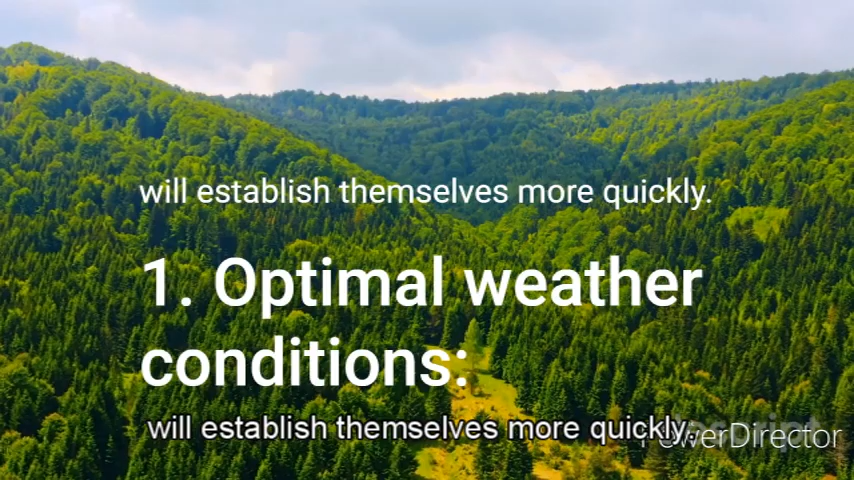 will establish themselves more quickly.
1. Optimal weather
conditions:
will establish themselves more quickly.
PowerDirector